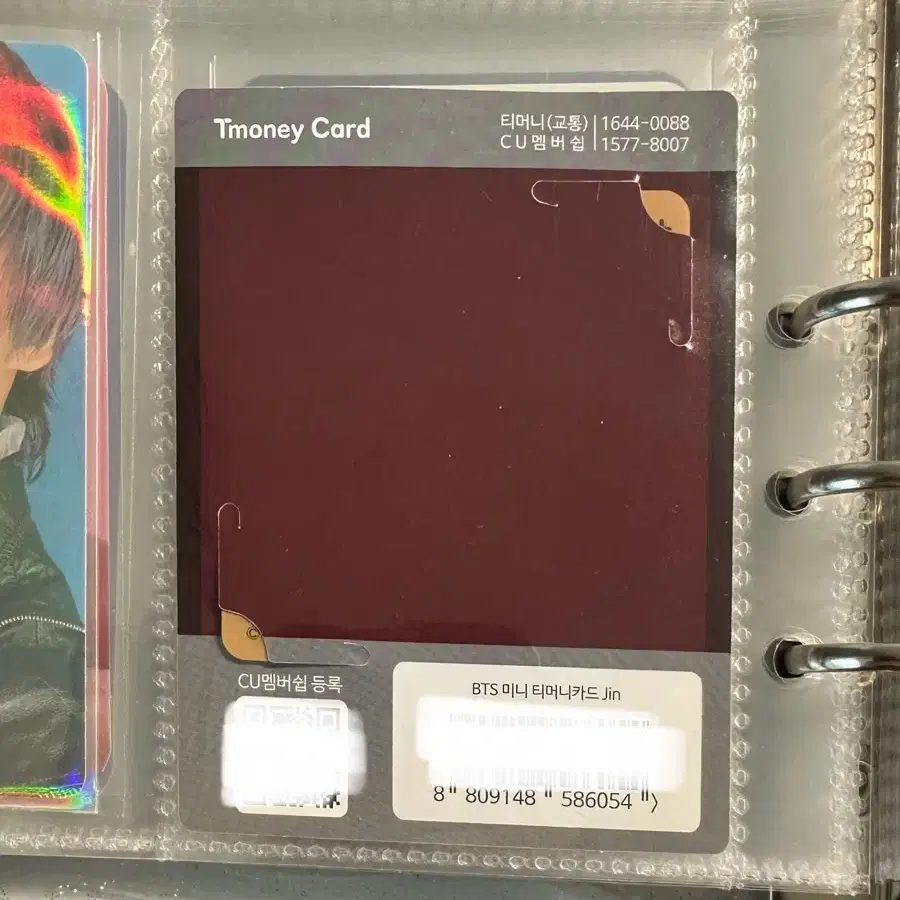 Tmoney Card
티머니(교통) 1644-0088
CU멤버쉽 1577-8007
©
CU멤버쉽 등록
BTS 미니 티머니카드 Jin
8 809148 586054 >